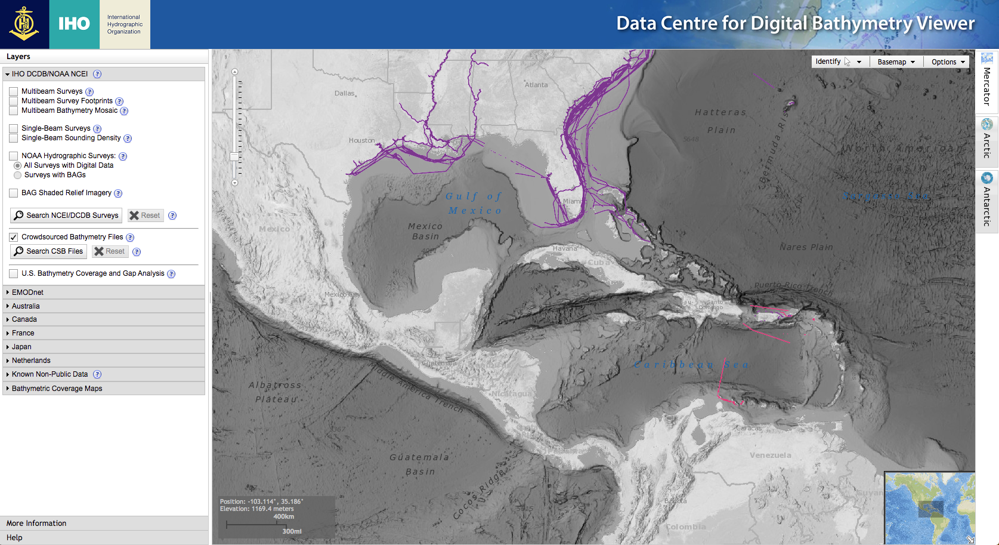 IHO
International
Hydrographic
Organization
Data Centre for Digital Bathymetry Viewer
Layers
IHO DCDB/NOAA NCEI ?
Multibeam Surveys ?
Multibeam Survey Footprints ?
Multibeam Bathymetry Mosaic ?
Single-Beam Surveys ?
Single-Beam Sounding Density ?
NOAA Hydrographic Surveys: ?
All Surveys with Digital Data
Surveys with BAGs
BAG Shaded Relief Imagery ?
Search NCEI/DCDB Surveys Reset ?
Crowdsourced Bathymetry Files ?
Search CSB Files Reset ?
U.S. Bathymetry Coverage and Gap Analysis ?
EMODnet
Australia
Canada
France
Japan
Netherlands
Known Non-Public Data ?
Bathymetric Coverage Maps
More Information
Help
Identify Basemap Options
Mercator
Arctic
Antarctic
Dallas
Atlanta
Houston
Hatteras
Plain
5648
Bermuda Rise
North American
Basin
Sargasso Sea
Gulf of
Mexico
Miami
Mexico
Mexico
Basin
Havana
Cuba
Nares Plain
Puerto Rico Trench
Santo
Domingo
México City
Guatemala
Caribbean Sea
Middle America Trench
Nicaragua
Albatross
Plateau
Caracas
Venezuela
Guatemala
Basin
Cocos Ridge
Bogota
Colombia
Position: -103.114°, 35.186°
Elevation: 1169.4 meters
400km
300mi